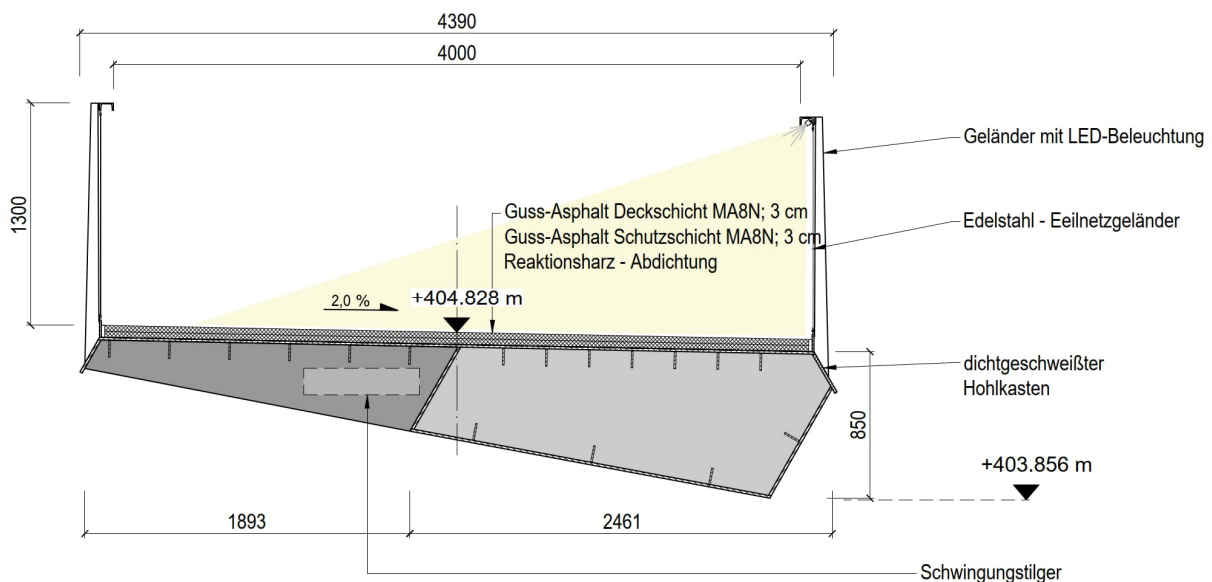 4390
4000
1300
Geländer mit LED-Beleuchtung
Guss-Asphalt Deckschicht MA8N; 3 cm
Guss-Asphalt Schutzschicht MA8N; 3 cm
Reaktionsharz - Abdichtung
Edelstahl - Eeilnetzgeländer
2,0 %
+404.828 m
dichtgeschweißter
Hohlkasten
850
+403.856 m
1893
2461
Schwingungstilger